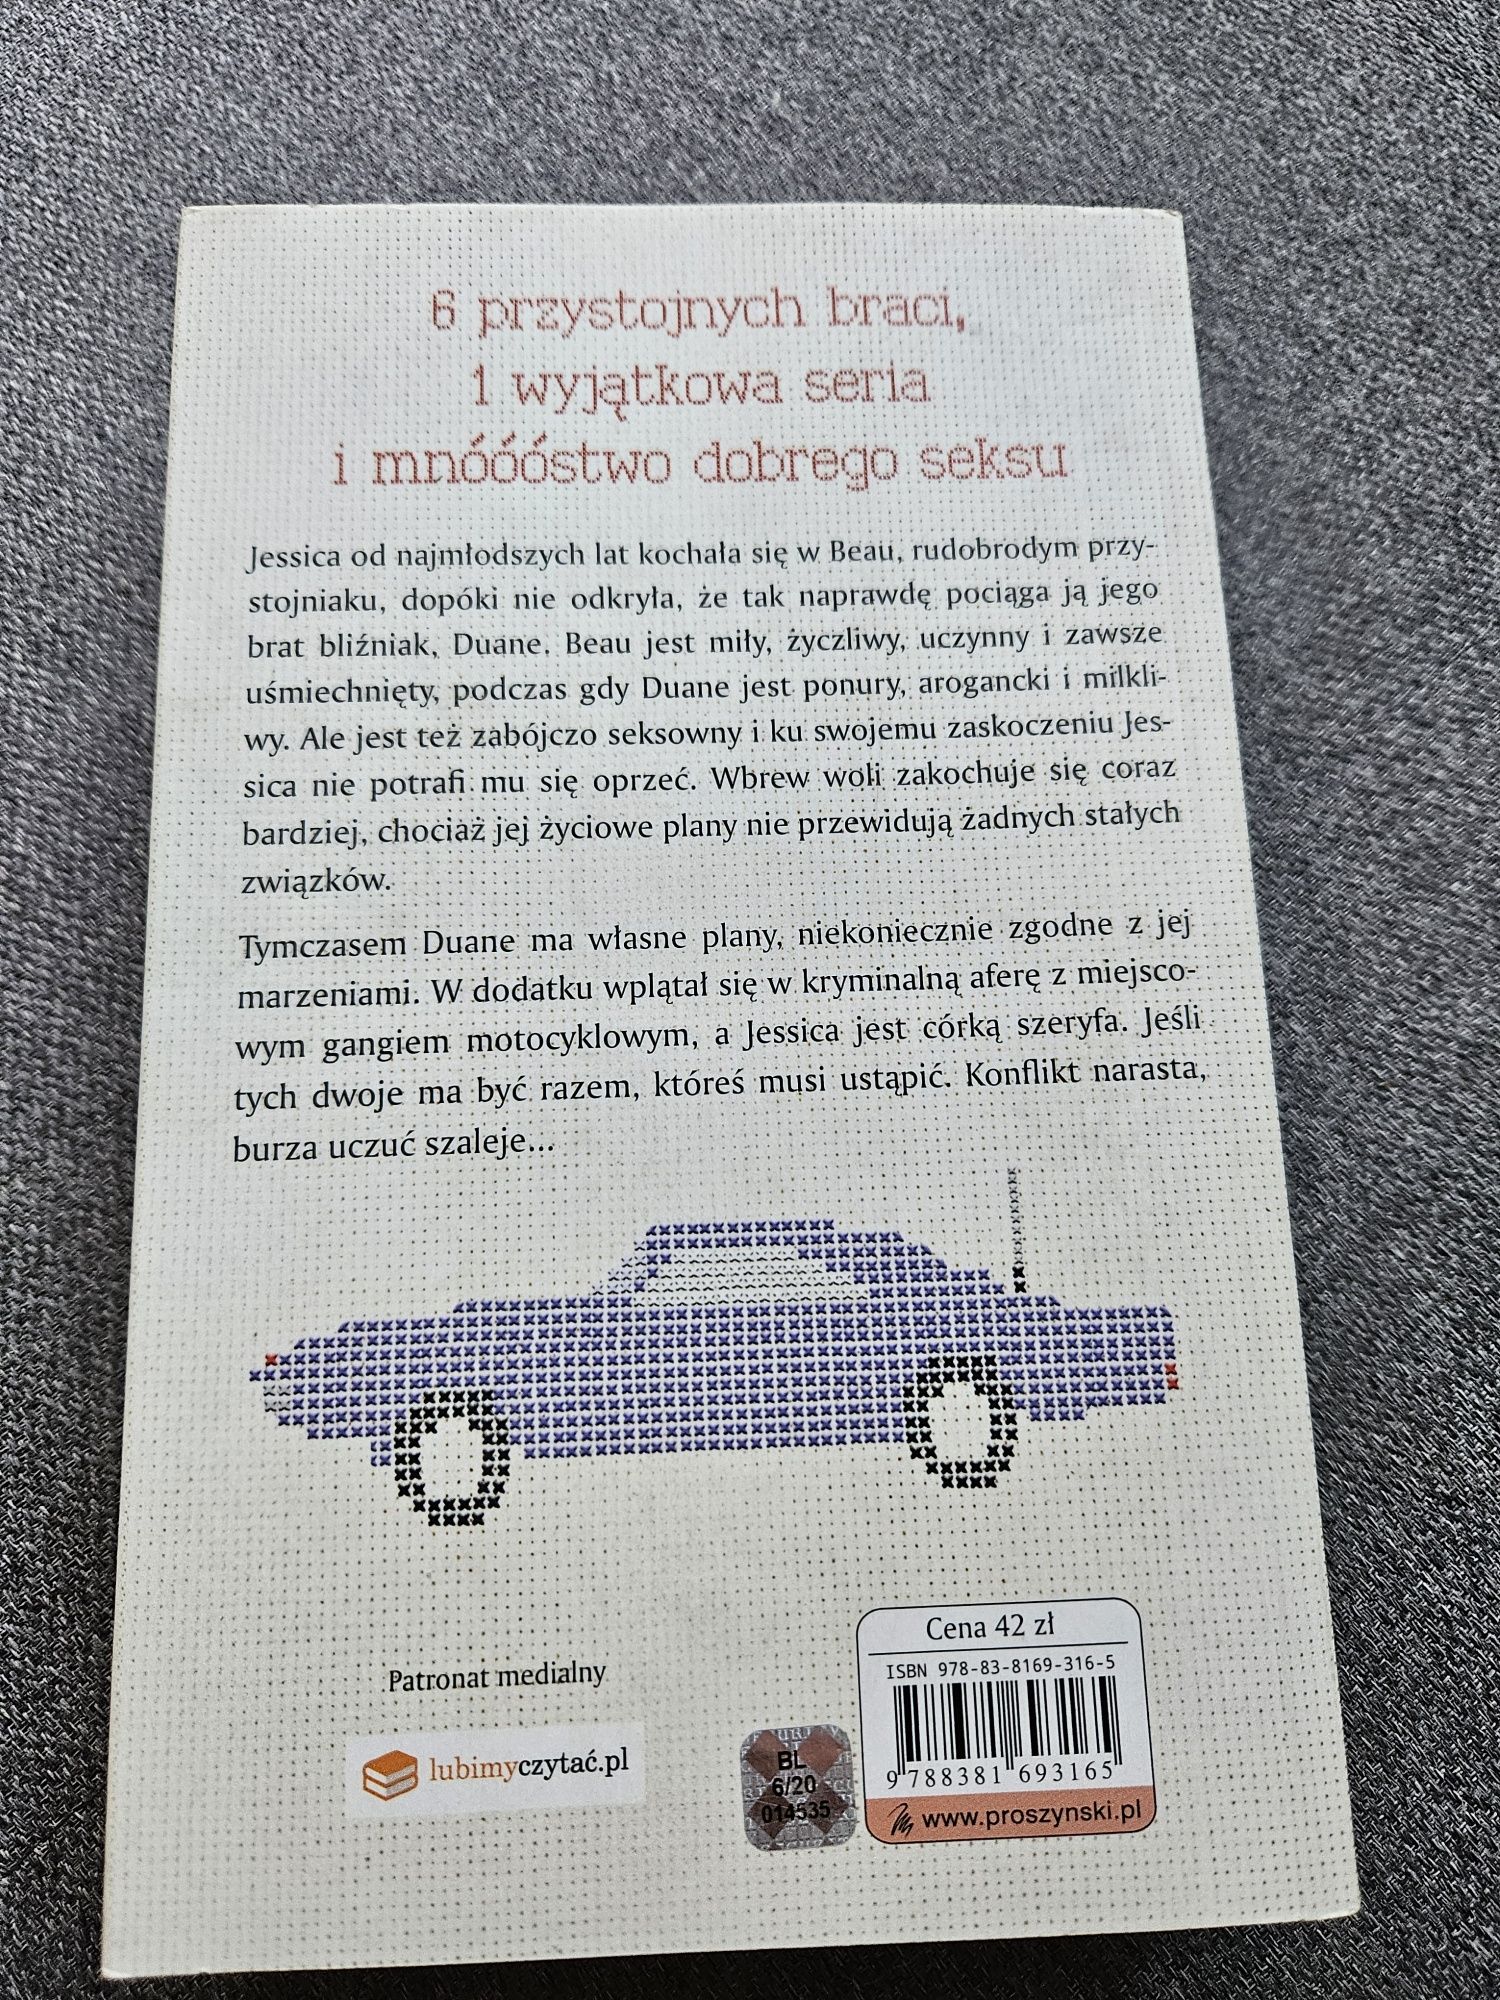 6 przystojnych braci,
1 wyjątkowa seria
i mnóóóstwo dobrego seksu
Jessica od najmłodszych lat kochała się w Beau, rudobrodym przy-
stojniaku, dopóki nie odkryła, że tak naprawdę pociąga ją jego
brat bliźniak, Duane. Beau jest miły, życzliwy, uczynny i zawsze
uśmiechnięty, podczas gdy Duane jest ponury, arogancki i milkli-
wy. Ale jest też zabójczo seksowny i ku swojemu zaskoczeniu Jes-
sica nie potrafi mu się oprzeć. Wbrew woli zakochuje się coraz
bardziej, chociaż jej życiowe plany nie przewidują żadnych stałych
związków.
Tymczasem Duane ma własne plany, niekoniecznie zgodne z jej
marzeniami. W dodatku wplątał się w kryminalną aferę z miejsco-
wym gangiem motocyklowym, a Jessica jest córką szeryfa. Jeśli
tych dwoje ma być razem, któreś musi ustąpić. Konflikt narasta,
burza uczuć szaleje...
Patronat medialny
lubimyczytać.pl
BL
6/20
014535
Cena 42 zł
ISBN 978-83-8169-316-5
9 788381 693165
www.proszynski.pl